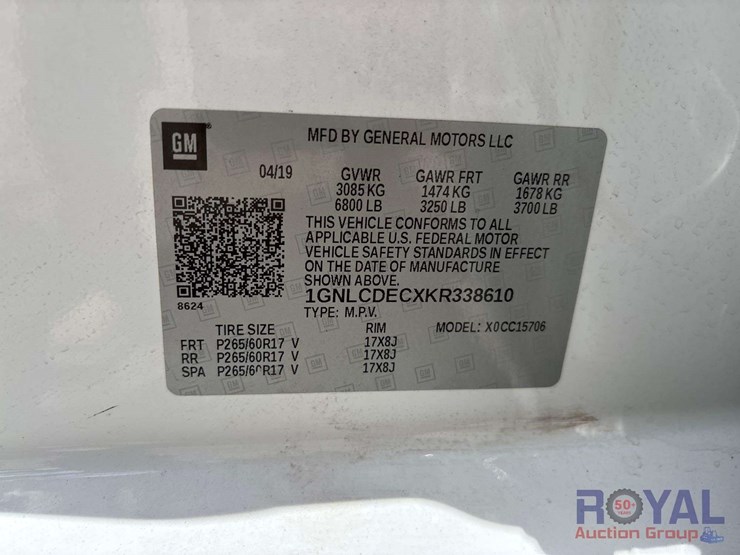 GM
MFD BY GENERAL MOTORS LLC
04/19 GVWR GAWR FRT GAWR RR
3085 KG 1474 KG 1678 KG
6800 LB 3250 LB 3700 LB
THIS VEHICLE CONFORMS TO ALL
APPLICABLE U.S. FEDERAL MOTOR
VEHICLE SAFETY STANDARDS IN EFFECT
ON THE DATE OF MANUFACTURE
SHOWN ABOVE.
8624
1GNLCDECXKR338610
TYPE: M.P.V. MODEL: X0CC15706
TIRE SIZE RIM
FRT P265/60R17 V 17X8J
RR P265/60R17 V 17X8J
SPA P265/60R17 V 17X8J
ROYAL
50+
YEARS
Auction Group